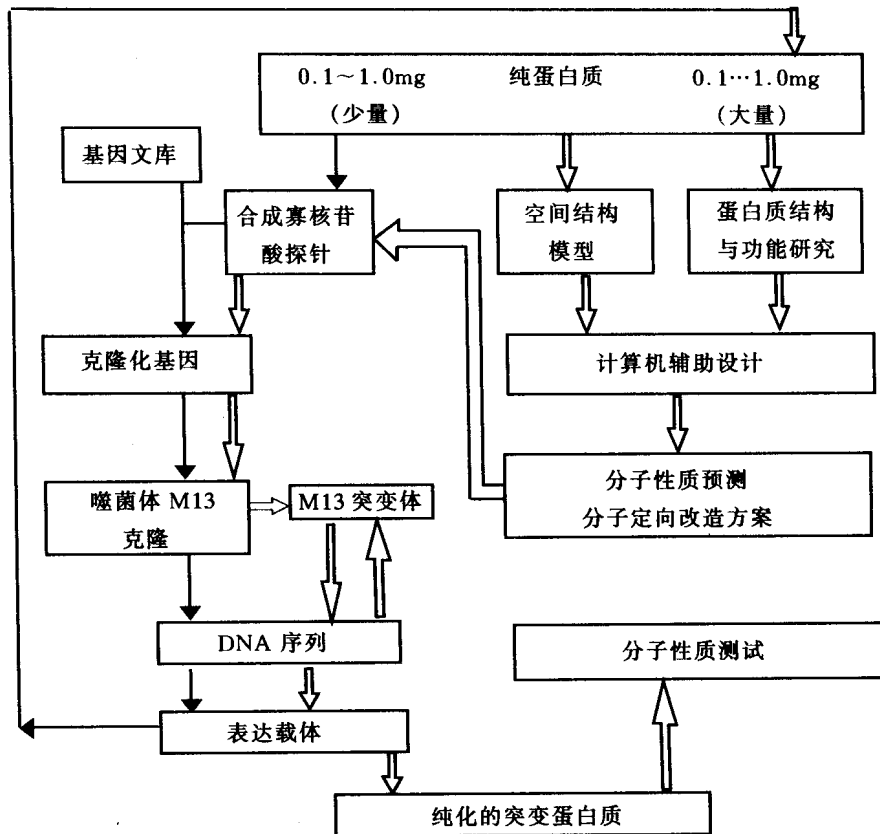 0.1~1.0mg 纯蛋白质 0.1…1.0mg
(少量) (大量)
基因文库
合成寡核苷
酸探针
空间结构
模型
蛋白质结构
与功能研究
克隆化基因
计算机辅助设计
噬菌体 M13
克隆
M13 突变体
分子性质预测
分子定向改造方案
DNA 序列
分子性质测试
表达载体
纯化的突变蛋白质